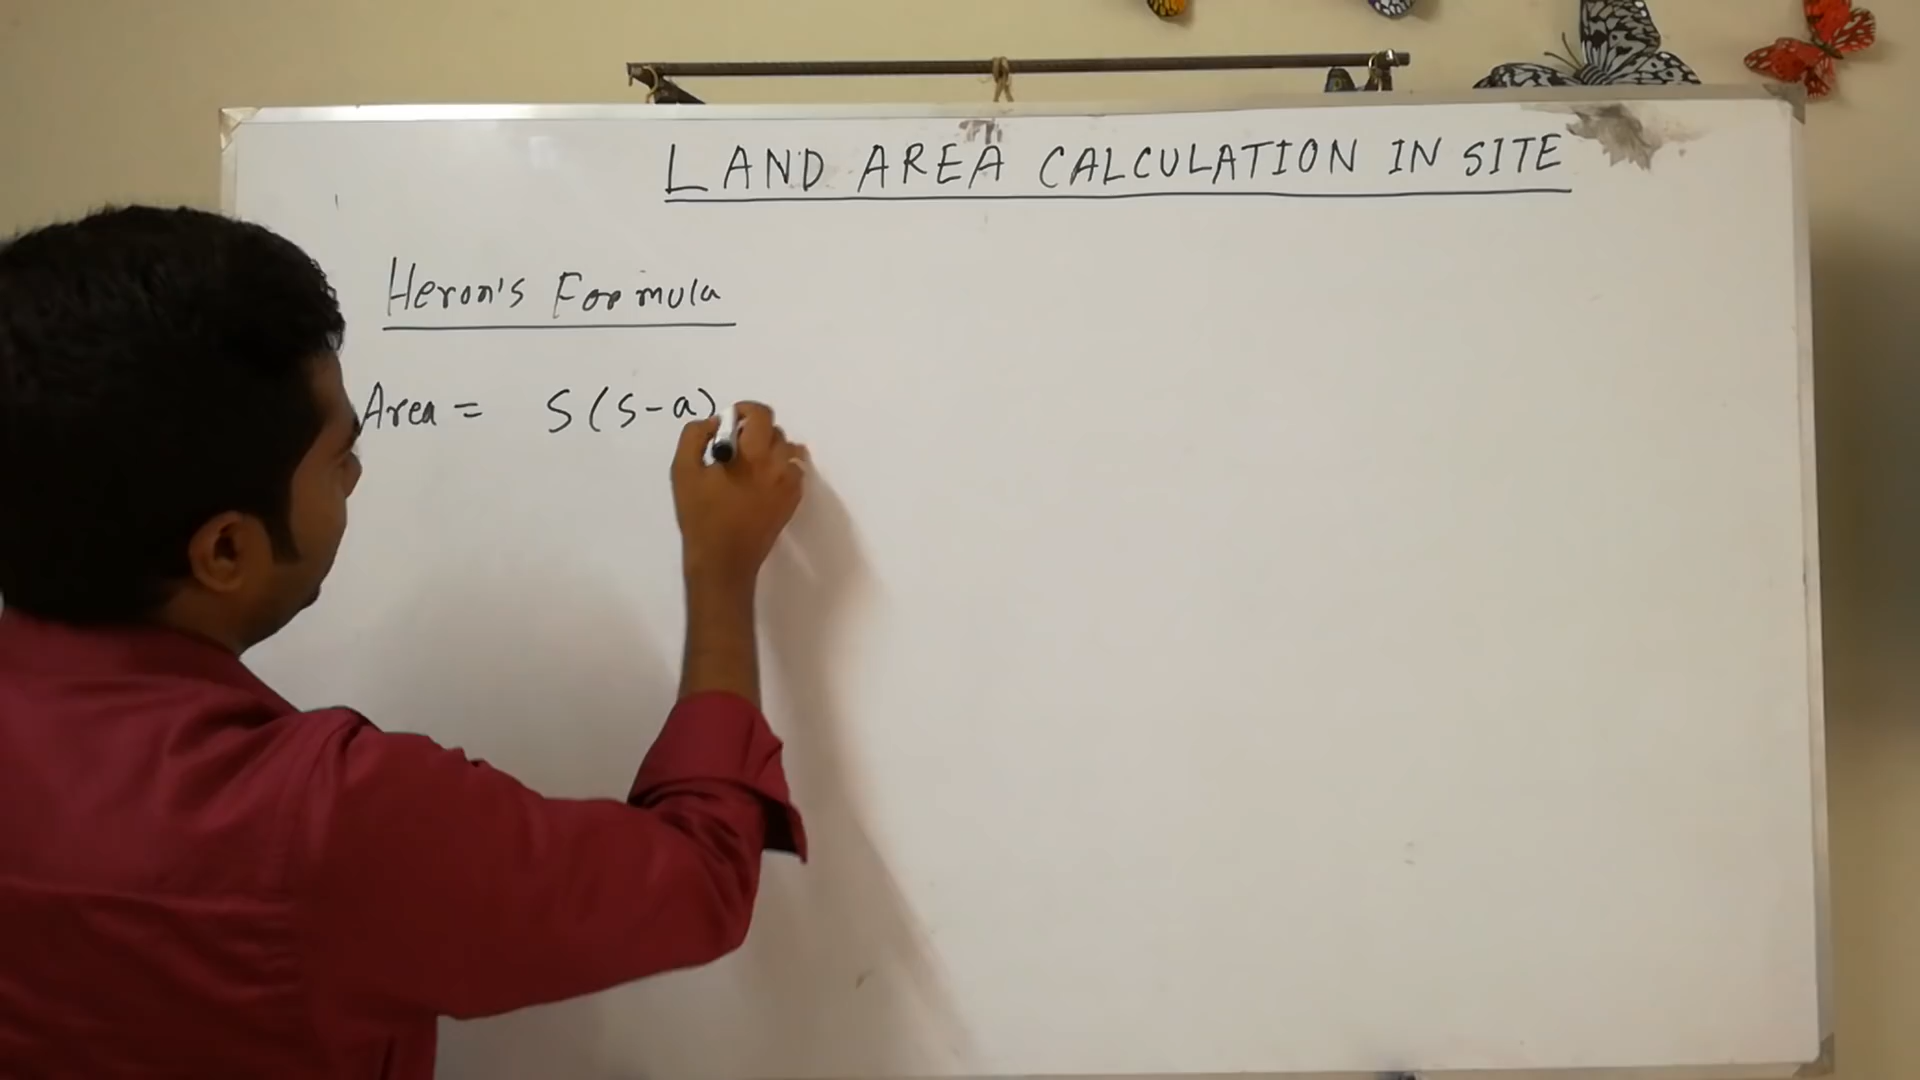 LAND AREA CALCULATION IN SITE
Heron's Formula
Area = S(S-a)